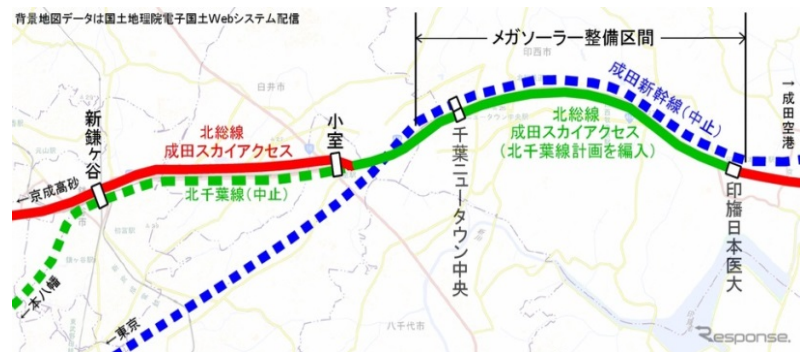 背景地図データは国土地理院電子国土Webシステム配信
メガソーラー整備区間
成田新幹線(中止)
→成田空港
北総線
成田スカイアクセス
小室
新鎌ヶ谷
北総線
成田スカイアクセス
(北千葉線計画を編入)
←京成高砂
北千葉線(中止)
千葉ニュータウン中央
印旛日本医大
←本八幡
←東京
白井市
印西市
八千代市
Response.